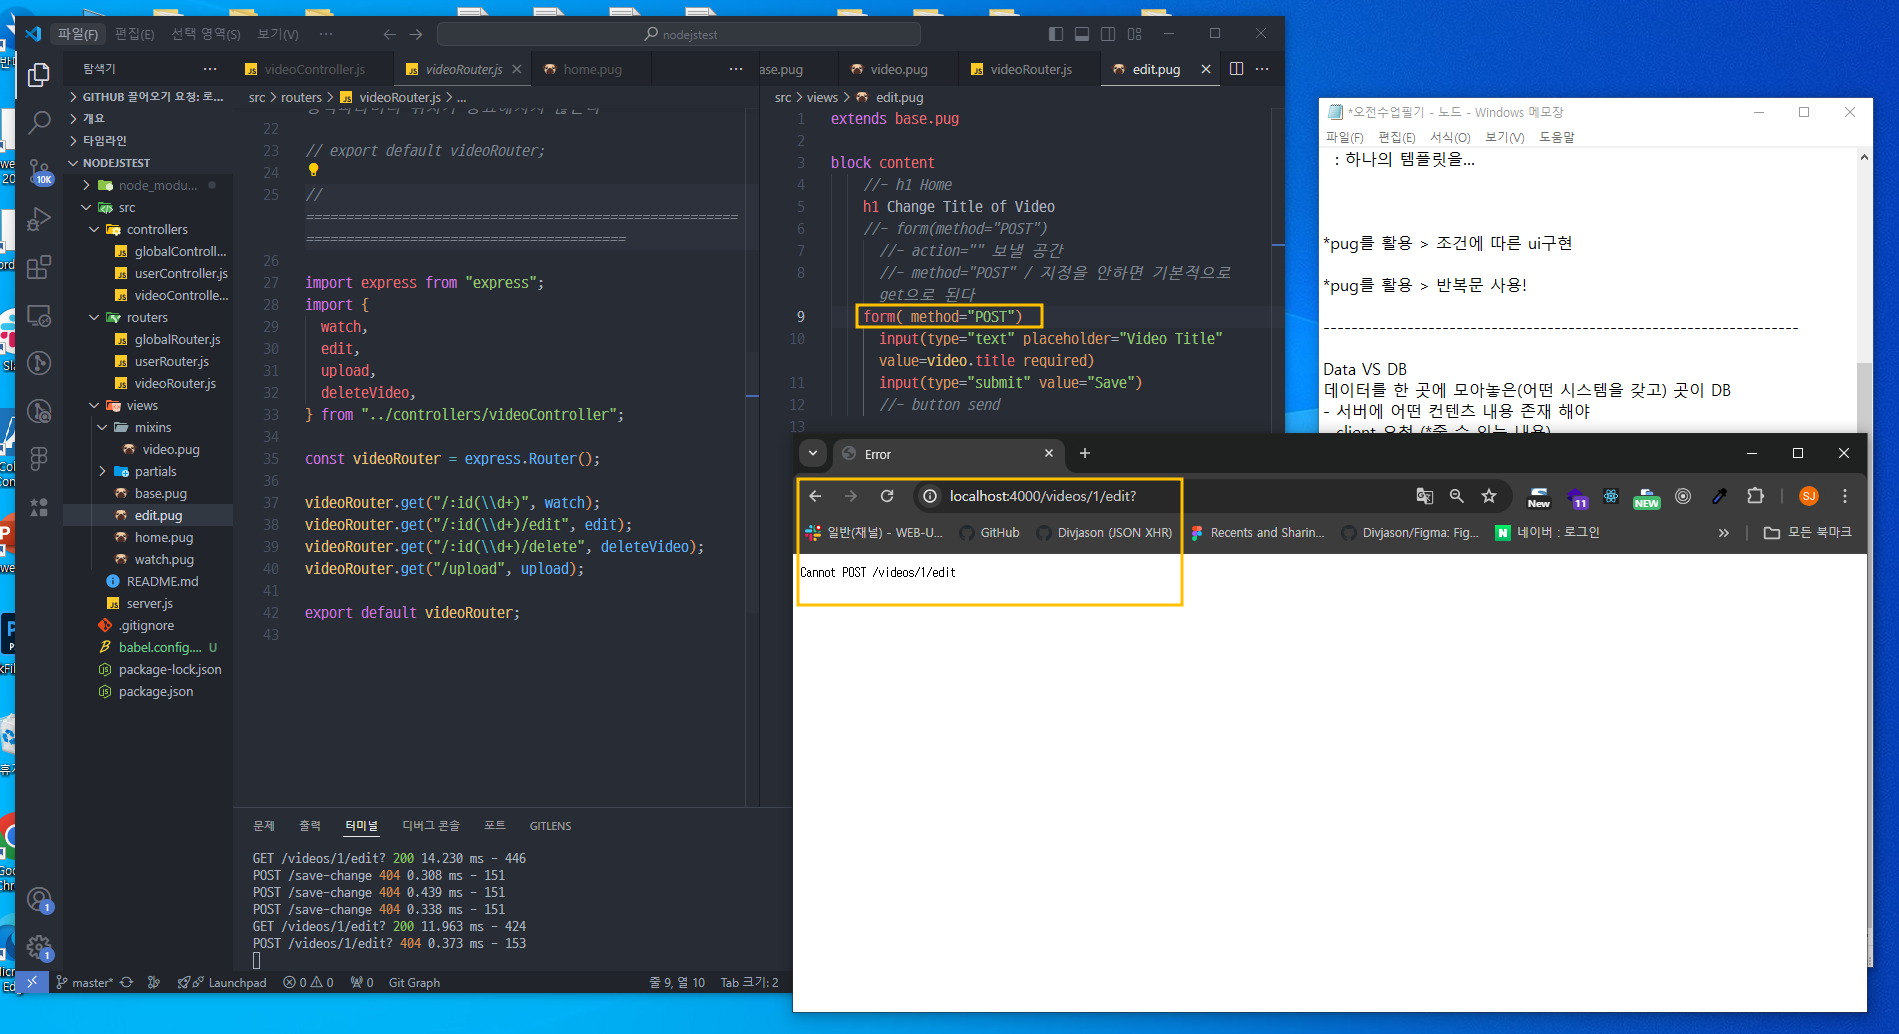 파일(F) 편집(E) 선택 영역(S) 보기(V) ··· nodejstest
탐색기 ···
GITHUB 끌어오기 요청: 로...
개요
타임라인
NODEJSTEST
node_modu...
src
controllers
globalControll...
userController.js
videoControlle...
routers
globalRouter.js
userRouter.js
videoRouter.js
views
mixins
video.pug
partials
base.pug
edit.pug
home.pug
watch.pug
README.md
server.js
.gitignore
babel.config.... U
package-lock.json
package.json
10K
1
1
videoController.js videoRouter.js home.pug ···
src > routers > videoRouter.js > ...
22
23 // export default videoRouter;
24
25 //
======================================================
========================================
26
27 import express from "express";
28 import {
29 watch,
30 edit,
31 upload,
32 deleteVideo,
33 } from "../controllers/videoController";
34
35 const videoRouter = express.Router();
36
37 videoRouter.get("/:id(\\d+)", watch);
38 videoRouter.get("/:id(\\d+)/edit", edit);
39 videoRouter.get("/:id(\\d+)/delete", deleteVideo);
40 videoRouter.get("/upload", upload);
41
42 export default videoRouter;
43
ase.pug video.pug videoRouter.js edit.pug ···
src > views > edit.pug
1 extends base.pug
2
3 block content
4 //- h1 Home
5 h1 Change Title of Video
6 //- form(method="POST")
7 //- action="" 보낼 공간
8 //- method="POST" / 지정을 안하면 기본적으로
get으로 된다
9 form( method="POST")
10 input(type="text" placeholder="Video Title"
value=video.title required)
11 input(type="submit" value="Save")
12 //- button send
13
문제 출력 터미널 디버그 콘솔 포트 GITLENS
GET /videos/1/edit? 200 14.230 ms - 446
POST /save-change 404 0.308 ms - 151
POST /save-change 404 0.439 ms - 151
POST /save-change 404 0.338 ms - 151
GET /videos/1/edit? 200 11.963 ms - 424
POST /videos/1/edit? 404 0.373 ms - 153
master* Launchpad 0 0 0 Git Graph 줄 9, 열 10 Tab 크기: 2
*오전수업필기 - 노드 - Windows 메모장
파일(F) 편집(E) 서식(O) 보기(V) 도움말
: 하나의 템플릿을...
*pug를 활용 > 조건에 따른 ui구현
*pug를 활용 > 반복문 사용!
-------------------------------------------------------------------
Data VS DB
데이터를 한 곳에 모아놓은(어떤 시스템을 갖고) 곳이 DB
- 서버에 어떤 컨텐츠 내용 존재 해야
Error
localhost:4000/videos/1/edit?
New 11 NEW SJ
일반(채널) - WEB-U... GitHub Divjason (JSON XHR) Recents and Sharin... Divjason/Figma: Fig... 네이버 : 로그인 » 모든 북마크
Cannot POST /videos/1/edit